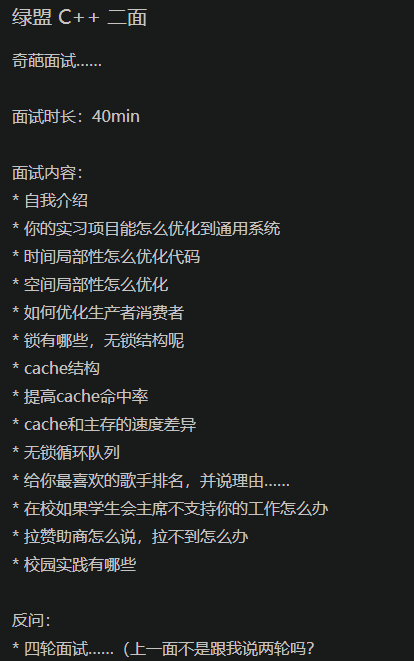 绿盟 C++ 二面
奇葩面试......
面试时长：40min
面试内容：
* 自我介绍
* 你的实习项目能怎么优化到通用系统
* 时间局部性怎么优化代码
* 空间局部性怎么优化
* 如何优化生产者消费者
* 锁有哪些，无锁结构呢
* cache结构
* 提高cache命中率
* cache和主存的速度差异
* 无锁循环队列
* 给你最喜欢的歌手排名，并说理由......
* 在校如果学生会主席不支持你的工作怎么办
* 拉赞助商怎么说，拉不到怎么办
* 校园实践有哪些
反问：
* 四轮面试......（上一面不是跟我说两轮吗？